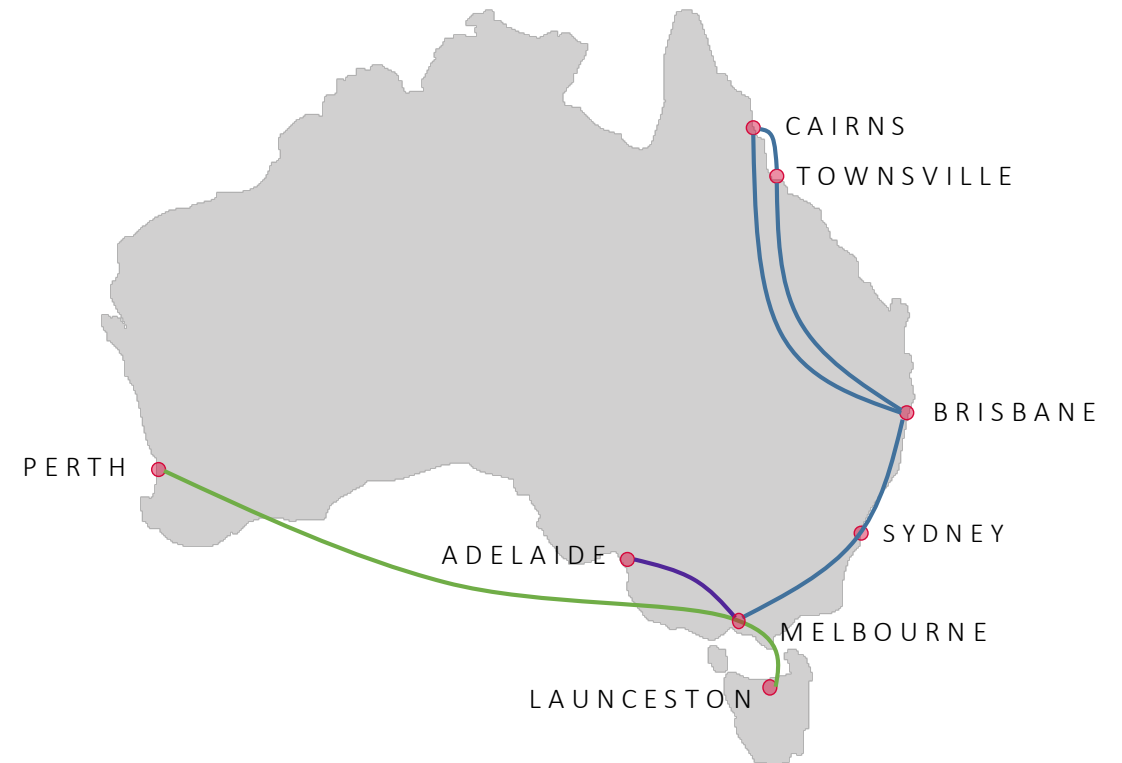 CAIRNS
TOWNSVILLE
BRISBANE
PERTH
SYDNEY
ADELAIDE
MELBOURNE
LAUNCESTON